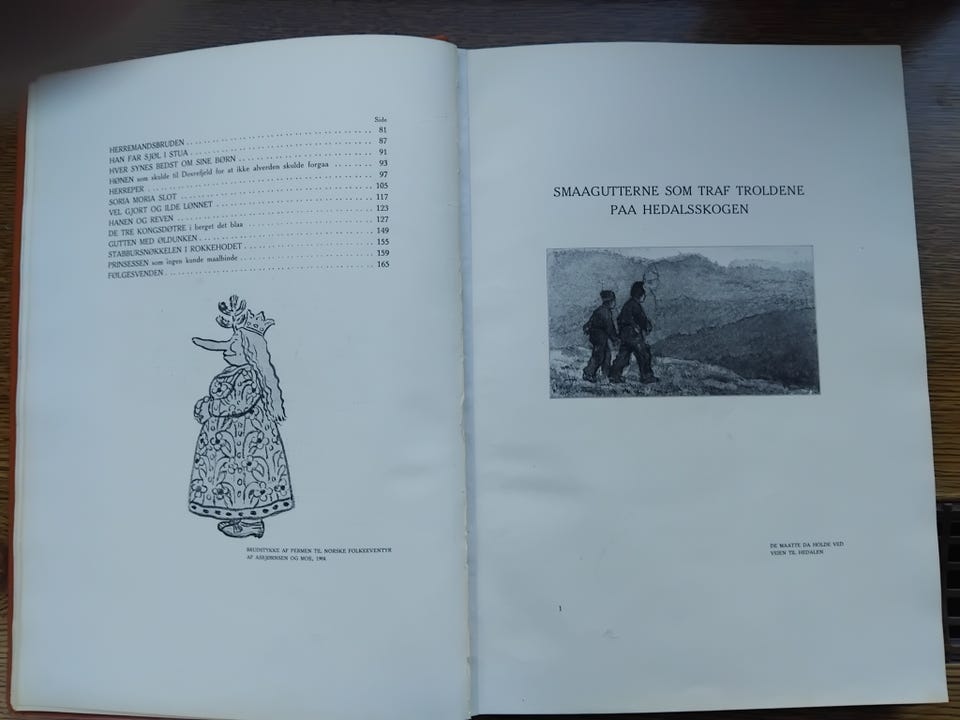 Side
HERREMANDSBRUDEN 81
HAN FAR SJØL I STUA 87
HVER SYNES BEDST OM SINE BØRN 91
HØNEN som skulde til Dovrefjeld for at ikke alverden skulde forgaa 93
HERREPER 97
SORIA MORIA SLOT 105
VEL GJORT OG ILDE LØNNET 117
HANEN OG REVEN 123
DE TRE KONGSDØTRE i berget det blaa 127
GUTTEN MED ØLDUNKEN 149
STABBURSNØKKELEN I ROKKEHODET 155
PRINSESSEN som ingen kunde maalbinde 159
FØLGESVENDEN 165
BRUDSTYKKE AF PERMEN TIL NORSKE FOLKEEVENTYR
AF ASBJØRNSEN OG MOE,
SMAAGUTTERNE SOM TRAF TROLDENE
PAA HEDALSSKOGEN
DE MAATTE DA HOLDE VED
VEIEN TIL HEDALEN
1